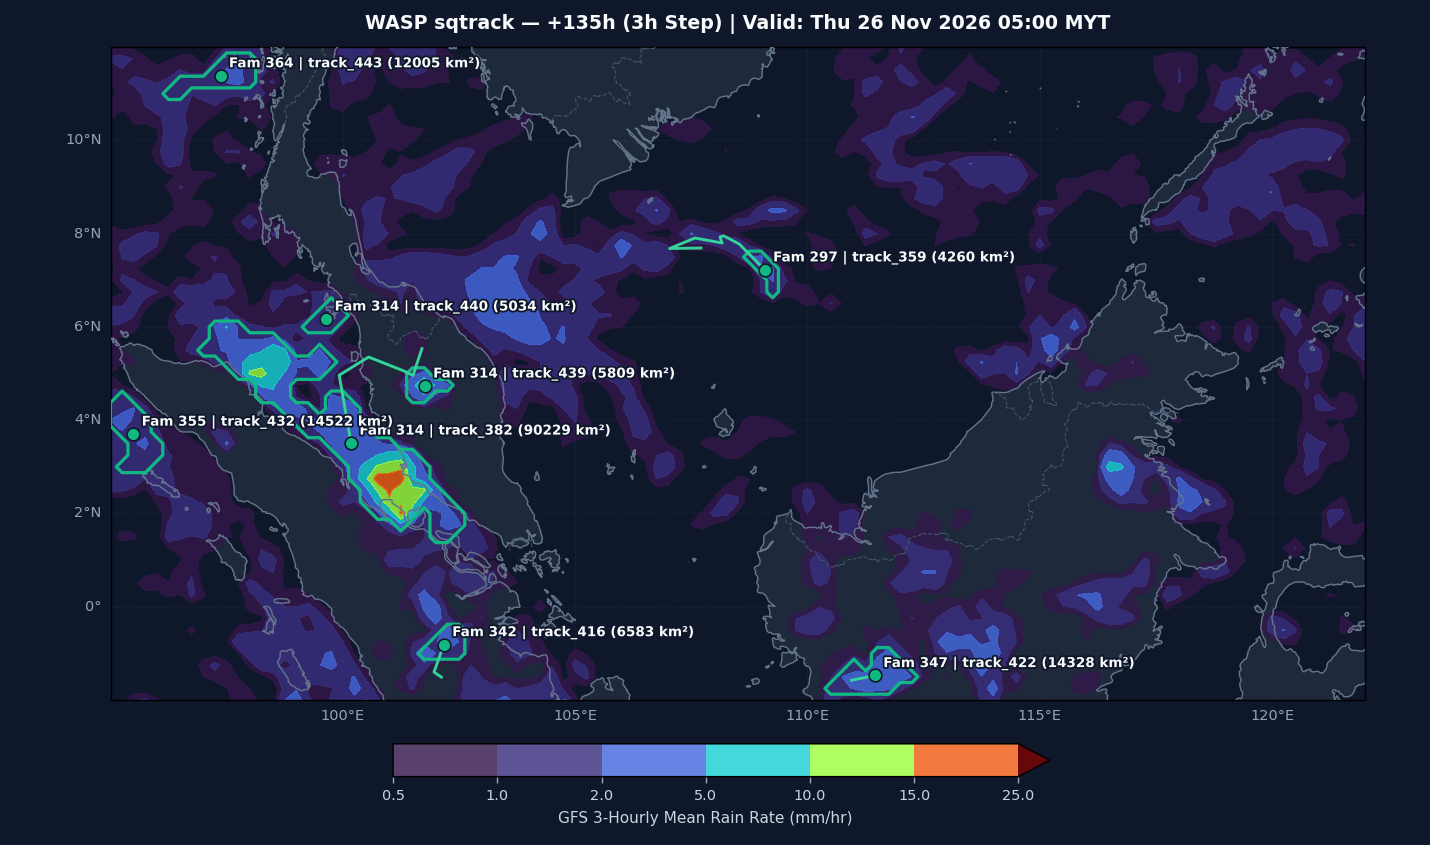 WASP sqtrack — +135h (3h Step) | Valid: Thu 26 Nov 2026 05:00 MYT
Fam 364 | track_443 (12005 km²)
10°N
8°N
Fam 297 | track_359 (4260 km²)
6°N
Fam 314 | track_440 (5034 km²)
Fam 314 | track_439 (5809 km²)
4°N
Fam 355 | track_432 (14522 km²)
Fam 314 | track_382 (90229 km²)
2°N
0°
Fam 342 | track_416 (6583 km²)
Fam 347 | track_422 (14328 km²)
100°E 105°E 110°E 115°E 120°E
0.5 1.0 2.0 5.0 10.0 15.0 25.0
GFS 3-Hourly Mean Rain Rate (mm/hr)